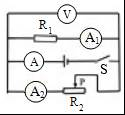 V
R₁ A₁
A S
A₂ P
R₂